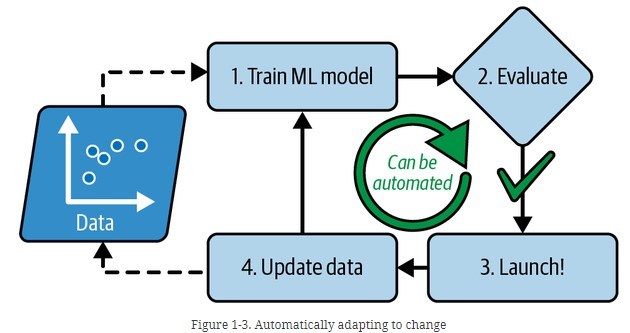 1. Train ML model
2. Evaluate
Can be
automated
Data
4. Update data
3. Launch!
Figure 1-3. Automatically adapting to change